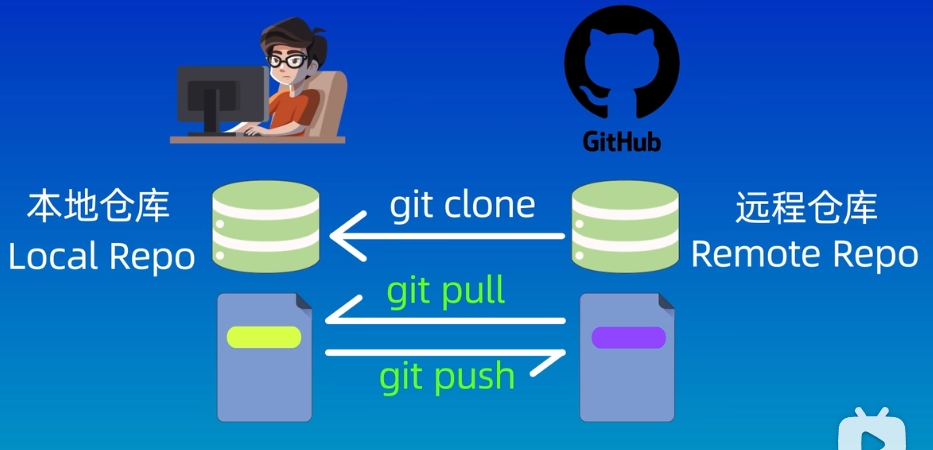 GitHub
本地仓库
Local Repo
git clone
远程仓库
Remote Repo
git pull
git push